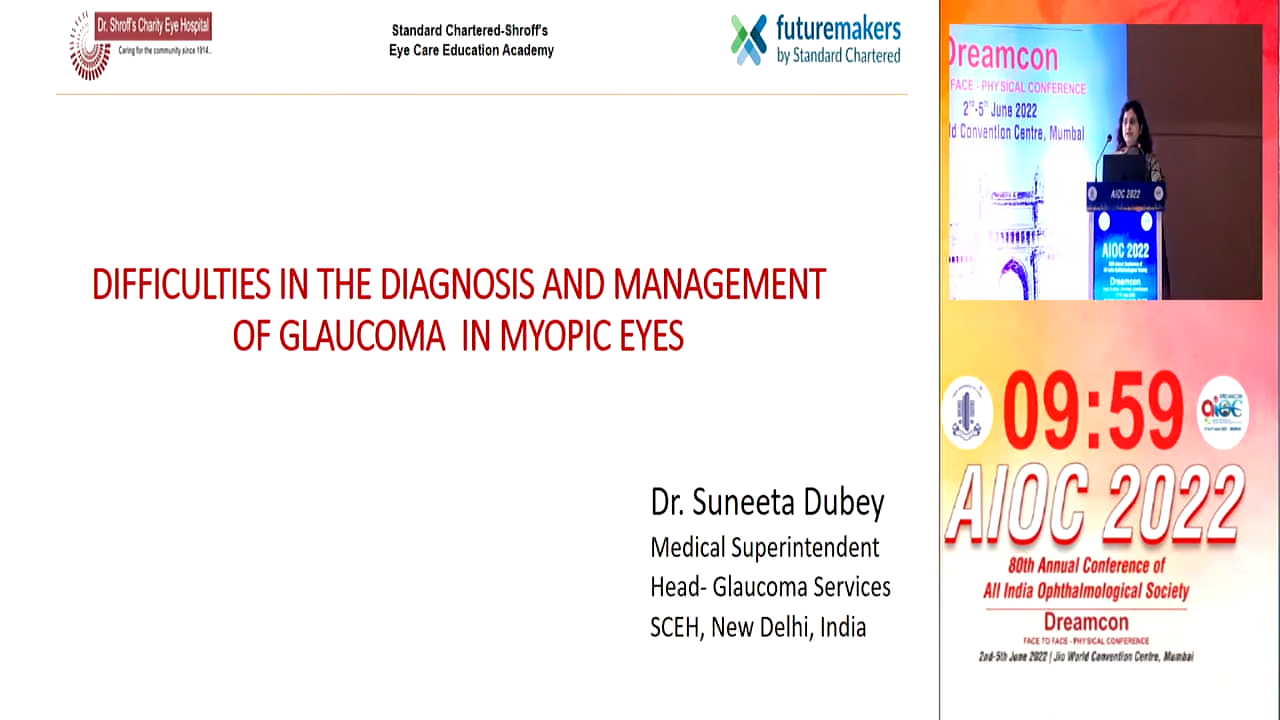 Dr. Shroff's Charity Eye Hospital
Caring for the community since 1914..
Standard Chartered-Shroff's
Eye Care Education Academy
futuremakers
by Standard Chartered
DIFFICULTIES IN THE DIAGNOSIS AND MANAGEMENT
OF GLAUCOMA IN MYOPIC EYES
Dr. Suneeta Dubey
Medical Superintendent
Head- Glaucoma Services
SCEH, New Delhi, India
Dreamcon
FACE - PHYSICAL CONFERENCE
2nd-5th June 2022
Convention Centre, Mumbai
AIOC 2022
AIOC 2022
Dreamcon
09:59
AIOC 2022
80th Annual Conference of
All India Ophthalmological Society
Dreamcon
FACE TO FACE - PHYSICAL CONFERENCE
2nd-5th June 2022 | Jio World Convention Centre, Mumbai